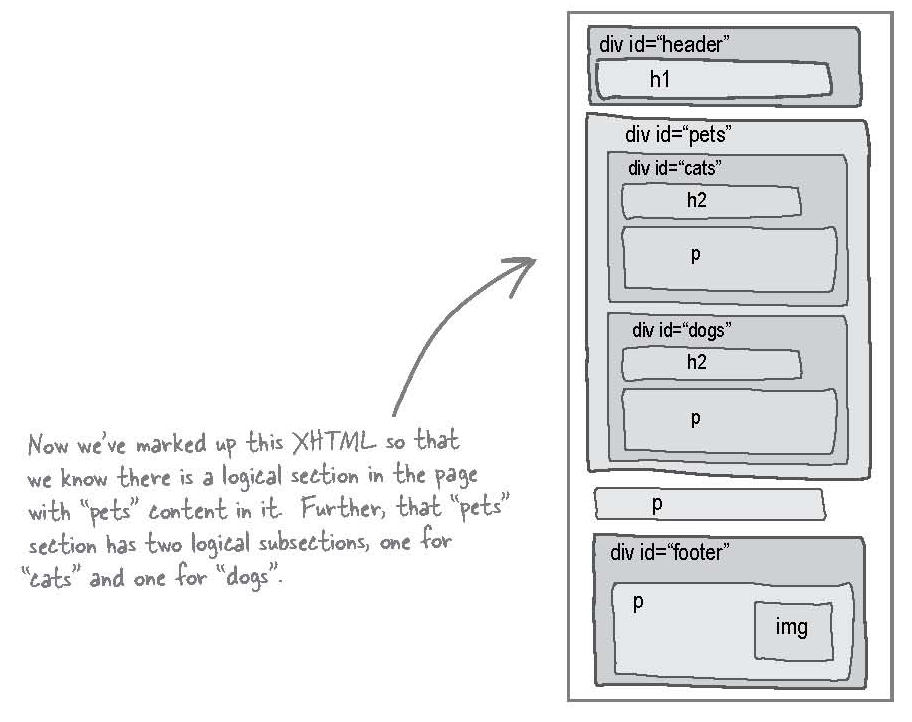 div id=“header”
h1
div id=“pets”
div id=“cats”
h2
p
div id=“dogs”
h2
p
p
div id=“footer”
p
img
Now we've marked up this XHTML so that
we know there is a logical section in the page
with “pets” content in it. Further, that “pets”
section has two logical subsections, one for
“cats” and one for “dogs”.